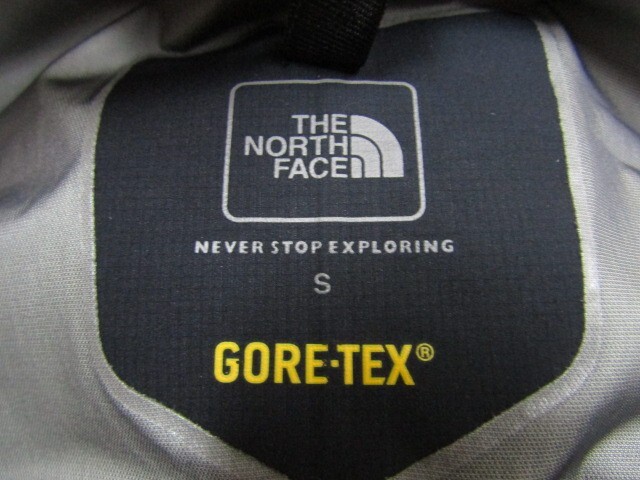 THE
NORTH
FACE
NEVER STOP EXPLORING
S
GORE-TEX®